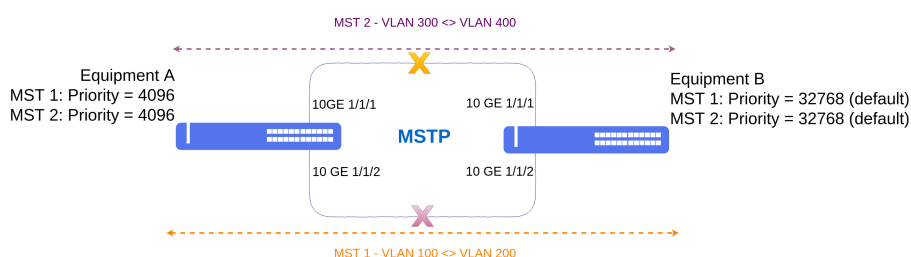 MST 2 - VLAN 300 <> VLAN 400
Equipment A
MST 1: Priority = 4096
MST 2: Priority = 4096
Equipment B
MST 1: Priority = 32768 (default)
MST 2: Priority = 32768 (default)
10GE 1/1/1
10 GE 1/1/1
MSTP
10 GE 1/1/2
10 GE 1/1/2
MST 1 - VLAN 100 <> VLAN 200